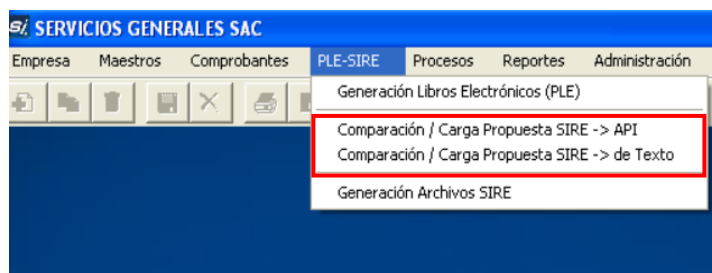 Si SERVICIOS GENERALES SAC
Empresa Maestros Comprobantes PLE-SIRE Procesos Reportes Administración
Generación Libros Electrónicos (PLE)
Comparación / Carga Propuesta SIRE -> API
Comparación / Carga Propuesta SIRE -> de Texto
Generación Archivos SIRE